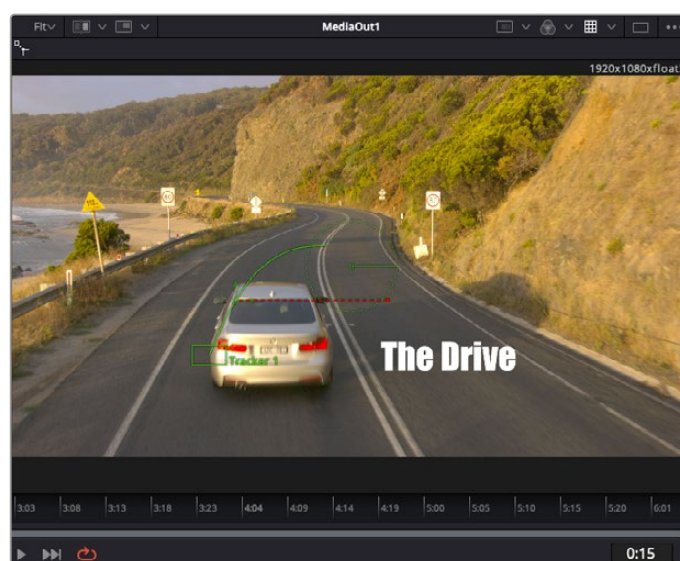 Fit
MediaOut1
1920x1080xfloat
Tracker 1
The Drive
3:03 3:08 3:13 3:18 3:23 4:04 4:09 4:14 4:19 5:00 5:05 5:10 5:15 5:20 6:01
0:15